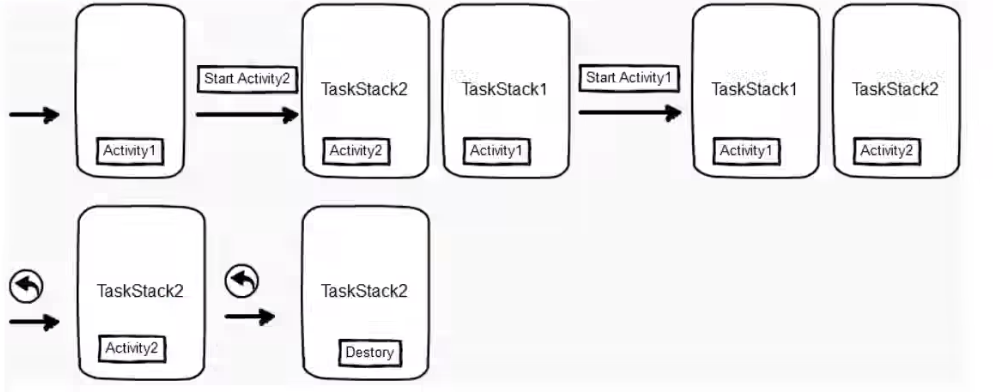 Start Activity2
Start Activity1
TaskStack2
TaskStack1
TaskStack1
TaskStack2
Activity1
Activity2
Activity1
Activity1
Activity2
TaskStack2
TaskStack2
Activity2
Destory